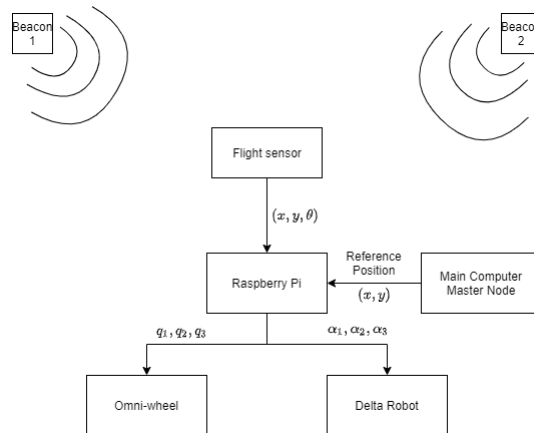 Beacon
1
Beacon
2
Flight sensor
(x, y, θ)
Reference
Position
(x, y)
Raspberry Pi
Main Computer
Master Node
q₁, q₂, q₃
α₁, α₂, α₃
Omni-wheel
Delta Robot